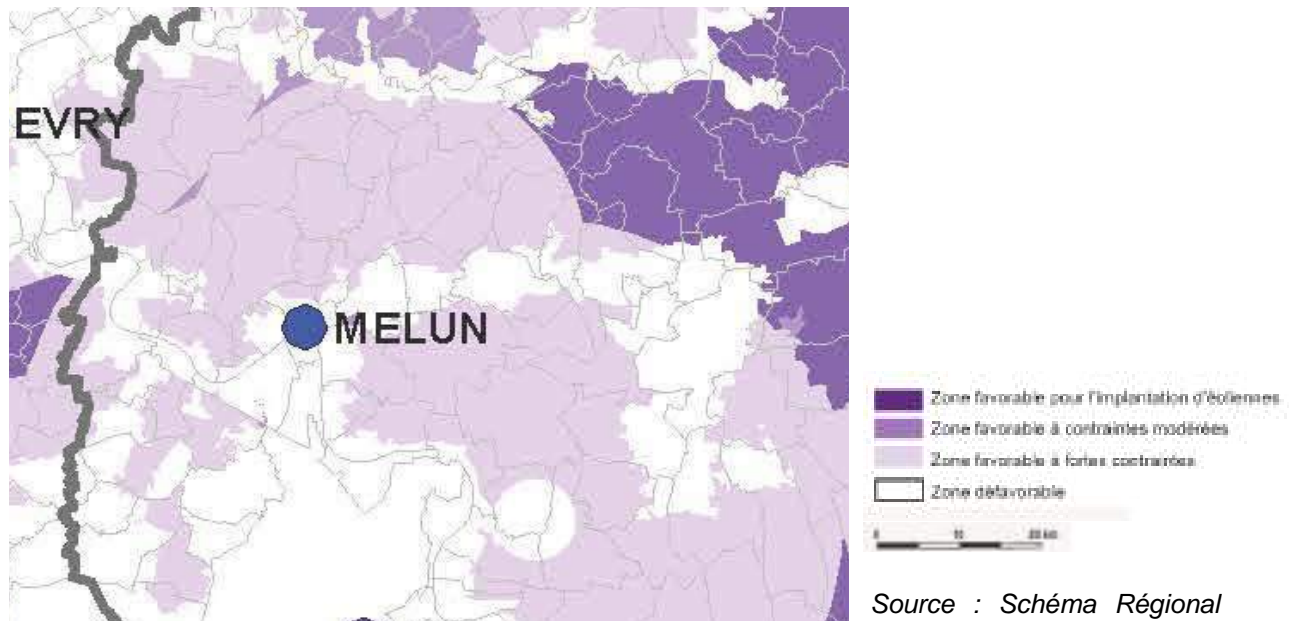 EVRY
MELUN
Zone favorable pour l'implantation d'éoliennes
Zone favorable à contraintes modérées
Zone favorable à fortes contraintes
Zone défavorable
0 10 20 km
Source : Schéma Régional